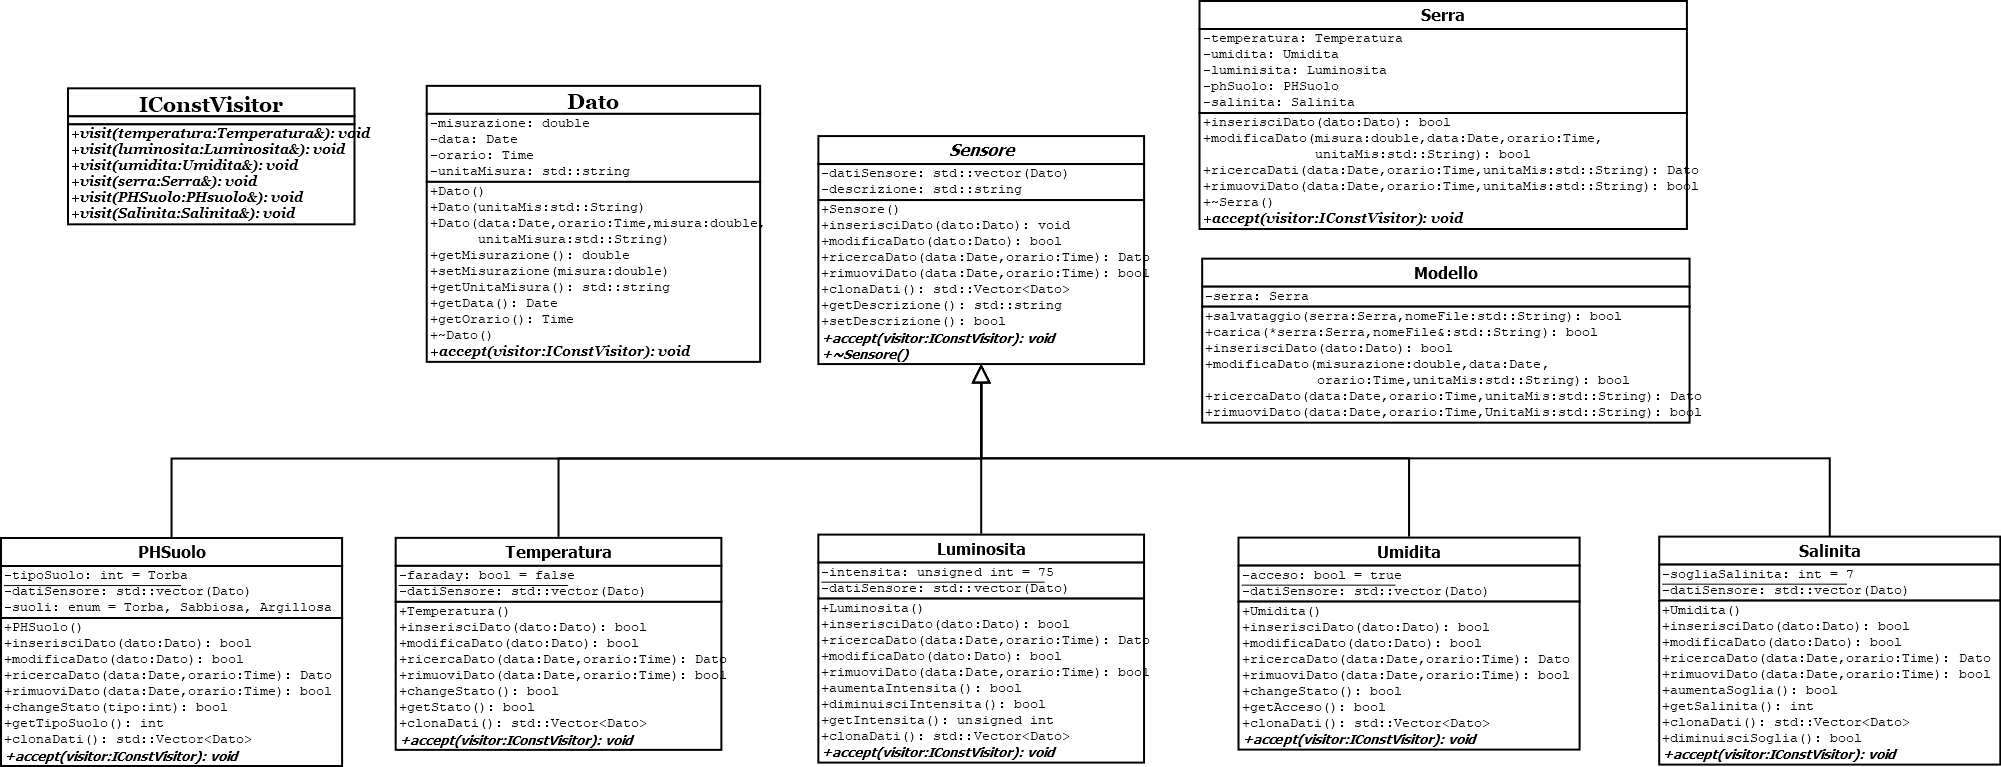 IConstVisitor
+visit(temperatura:Temperatura&): void
+visit(luminosita:Luminosita&): void
+visit(umidita:Umidita&): void
+visit(serra:Serra&): void
+visit(PHSuolo:PHsuolo&): void
+visit(Salinita:Salinita&): void
Dato
-misurazione: double
-data: Date
-orario: Time
-unitaMisura: std::string
+Dato()
+Dato(unitaMis:std::String)
+Dato(data:Date,orario:Time,misura:double,
unitaMisura:std::String)
+getMisurazione(): double
+setMisurazione(misura:double)
+getUnitaMisura(): std::string
+getData(): Date
+getOrario(): Time
+~Dato()
+accept(visitor:IConstVisitor): void
Sensore
-datiSensore: std::vector(Dato)
-descrizione: std::string
+Sensore()
+inserisciDato(dato:Dato): void
+modificaDato(dato:Dato): bool
+ricercaDato(data:Date,orario:Time): Dato
+rimuoviDato(data:Date,orario:Time): bool
+clonaDati(): std::Vector<Dato>
+getDescrizione(): std::string
+setDescrizione(): bool
+accept(visitor:IConstVisitor): void
+~Sensore()
Serra
-temperatura: Temperatura
-umidita: Umidita
-luminisita: Luminosita
-phSuolo: PHSuolo
-salinita: Salinita
+inserisciDato(dato:Dato): bool
+modificaDato(misura:double,data:Date,orario:Time,
unitaMis:std::String): bool
+ricercaDati(data:Date,orario:Time,unitaMis:std::String): Dato
+rimuoviDato(data:Date,orario:Time,unitaMis:std::String): bool
+~Serra()
+accept(visitor:IConstVisitor): void
Modello
-serra: Serra
+salvataggio(serra:Serra,nomeFile:std::String): bool
+carica(*serra:Serra,nomeFile&:std::String): bool
+inserisciDato(dato:Dato): bool
+modificaDato(misurazione:double,data:Date,
orario:Time,unitaMis:std::String): bool
+ricercaDato(data:Date,orario:Time,unitaMis:std::String): Dato
+rimuoviDato(data:Date,orario:Time,UnitaMis:std::String): bool
PHSuolo
-tipoSuolo: int = Torba
-datiSensore: std::vector(Dato)
-suoli: enum = Torba, Sabbiosa, Argillosa
+PHSuolo()
+inserisciDato(dato:Dato): bool
+modificaDato(dato:Dato): bool
+ricercaDato(data:Date,orario:Time): Dato
+rimuoviDato(data:Date,orario:Time): bool
+changeStato(tipo:int): bool
+getTipoSuolo(): int
+clonaDati(): std::Vector<Dato>
+accept(visitor:IConstVisitor): void
Temperatura
-faraday: bool = false
-datiSensore: std::vector(Dato)
+Temperatura()
+inserisciDato(dato:Dato): bool
+modificaDato(dato:Dato): bool
+ricercaDato(data:Date,orario:Time): Dato
+rimuoviDato(data:Date,orario:Time): bool
+changeStato(): bool
+getStato(): bool
+clonaDati(): std::Vector<Dato>
+accept(visitor:IConstVisitor): void
Luminosita
-intensita: unsigned int = 75
-datiSensore: std::vector(Dato)
+Luminosita()
+inserisciDato(dato:Dato): bool
+ricercaDato(data:Date,orario:Time): Dato
+modificaDato(dato:Dato): bool
+rimuoviDato(data:Date,orario:Time): bool
+aumentaIntensita(): bool
+diminuisciIntensita(): bool
+getIntensita(): unsigned int
+clonaDati(): std::Vector<Dato>
+accept(visitor:IConstVisitor): void
Umidita
-acceso: bool = true
-datiSensore: std::vector(Dato)
+Umidita()
+inserisciDato(dato:Dato): bool
+modificaDato(dato:Dato): bool
+ricercaDato(data:Date,orario:Time): Dato
+rimuoviDato(data:Date,orario:Time): bool
+changeStato(): bool
+getAcceso(): bool
+clonaDati(): std::Vector<Dato>
+accept(visitor:IConstVisitor): void
Salinita
-sogliaSalinita: int = 7
-datiSensore: std::vector(Dato)
+Umidita()
+inserisciDato(dato:Dato): bool
+modificaDato(dato:Dato): bool
+ricercaDato(data:Date,orario:Time): Dato
+rimuoviDato(data:Date,orario:Time): bool
+aumentaSoglia(): bool
+getSalinita(): int
+clonaDati(): std::Vector<Dato>
+diminuisciSoglia(): bool
+accept(visitor:IConstVisitor): void